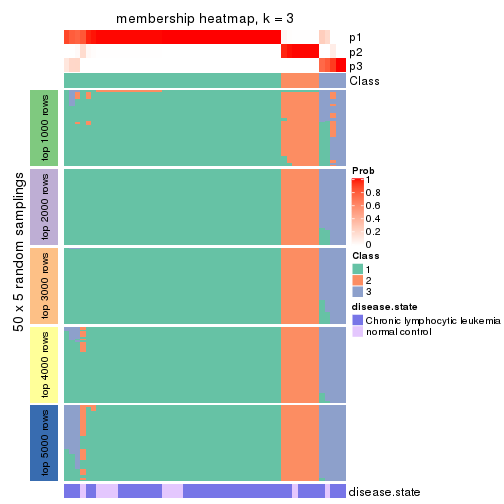 membership heatmap, k = 3
p1
p2
p3
Class
50 x 5 random samplings
top 1000 rows
top 2000 rows
top 3000 rows
top 4000 rows
top 5000 rows
Prob
1
0.8
0.6
0.4
0.2
0
Class
1
2
3
disease.state
Chronic lymphocytic leukemia
normal control
disease.state